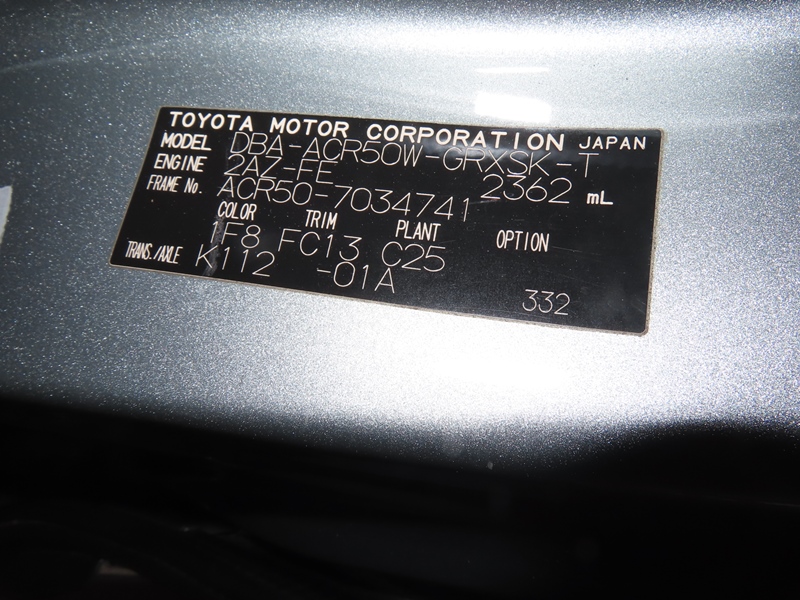 TOYOTA MOTOR CORPORATION JAPAN
MODEL DBA-ACR50W-GRXSK-T
ENGINE 2AZ-FE 2362 mL
FRAME No. ACR50-7034741
COLOR TRIM PLANT OPTION
1F8 FC13 C25
TRANS./AXLE K112 -01A
332